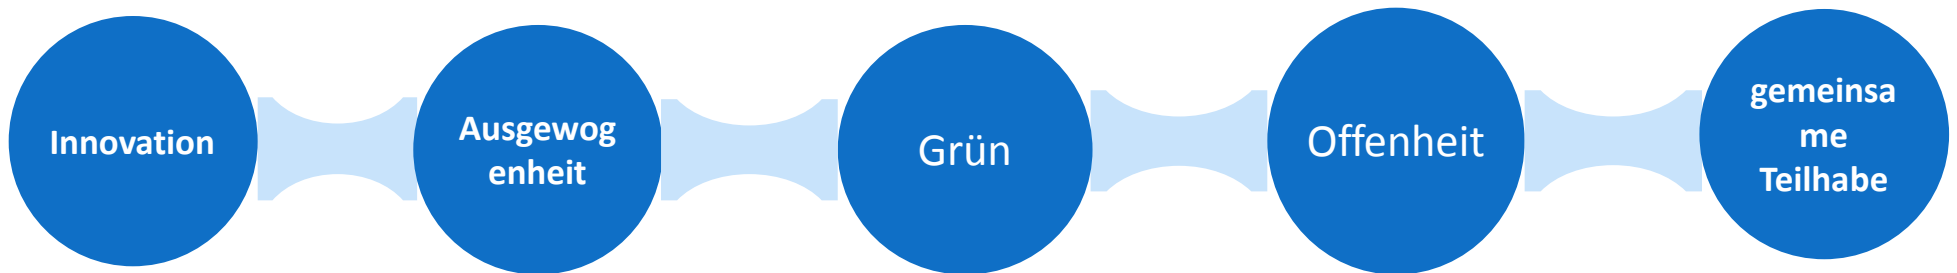 Innovation
Ausgewog
enheit
Grün
Offenheit
gemeinsa
me
Teilhabe